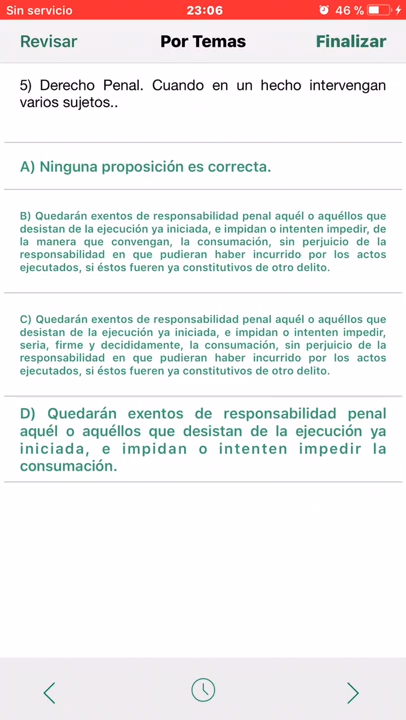 Sin servicio 23:06 46 %
Revisar Por Temas Finalizar
5) Derecho Penal. Cuando en un hecho intervengan
varios sujetos..
A) Ninguna proposición es correcta.
B) Quedarán exentos de responsabilidad penal aquél o aquéllos que
desistan de la ejecución ya iniciada, e impidan o intenten impedir, de
la manera que convengan, la consumación, sin perjuicio de la
responsabilidad en que pudieran haber incurrido por los actos
ejecutados, si éstos fueren ya constitutivos de otro delito.
C) Quedarán exentos de responsabilidad penal aquél o aquéllos que
desistan de la ejecución ya iniciada, e impidan o intenten impedir,
seria, firme y decididamente, la consumación, sin perjuicio de la
responsabilidad en que pudieran haber incurrido por los actos
ejecutados, si éstos fueren ya constitutivos de otro delito.
D) Quedarán exentos de responsabilidad penal
aquél o aquéllos que desistan de la ejecución ya
iniciada, e impidan o intenten impedir la
consumación.